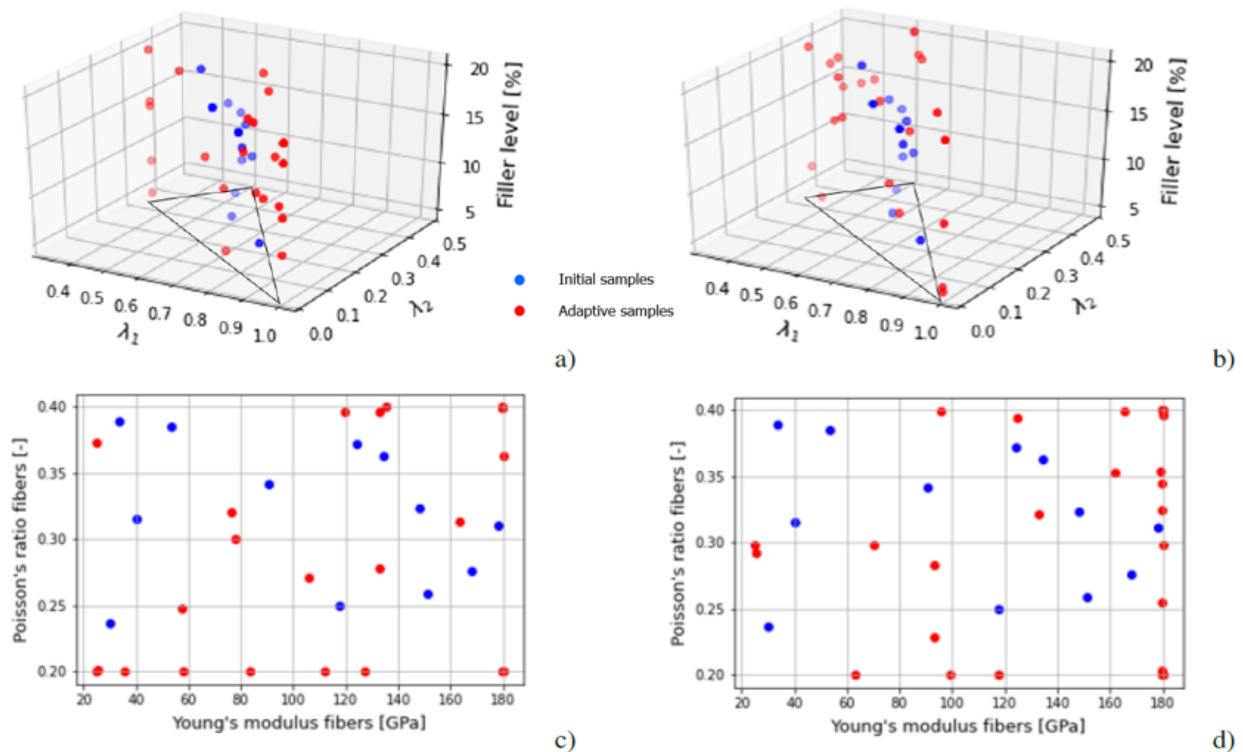 20
15
10
5
Filler level [%]
0.5
0.4
0.3
0.2
0.1
0.0
λ₂
0.4 0.5 0.6 0.7 0.8 0.9 1.0
λ₁
a)
Initial samples
Adaptive samples
20
15
10
5
Filler level [%]
0.5
0.4
0.3
0.2
0.1
0.0
λ₂
0.4 0.5 0.6 0.7 0.8 0.9 1.0
λ₁
b)
Poisson's ratio fibers [-]
0.40
0.35
0.30
0.25
0.20
20 40 60 80 100 120 140 160 180
Young's modulus fibers [GPa]
c)
Poisson's ratio fibers [-]
0.40
0.35
0.30
0.25
0.20
20 40 60 80 100 120 140 160 180
Young's modulus fibers [GPa]
d)